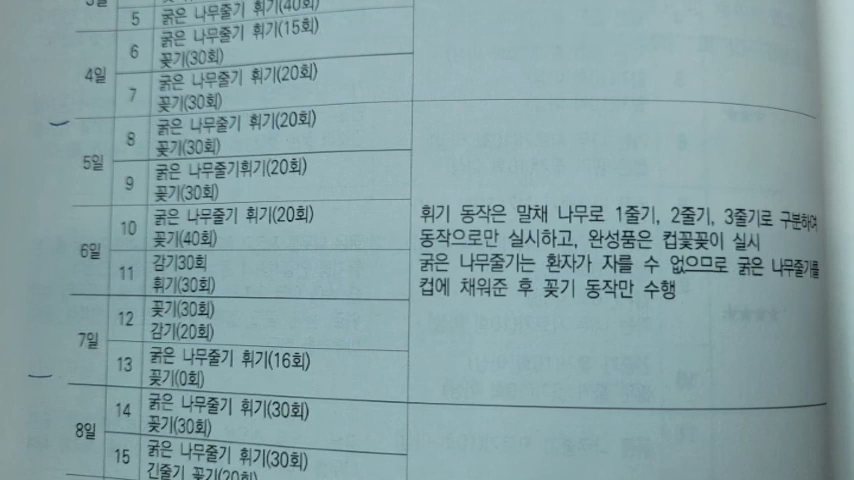 3일
5 굵은 나무줄기 휘기(40회)
4일
6 굵은 나무줄기 휘기(15회)
꽂기(30회)
7 굵은 나무줄기 휘기(20회)
꽂기(30회)
5일
8 굵은 나무줄기 휘기(20회)
꽂기(30회)
9 굵은 나무줄기휘기(20회)
꽂기(30회)
6일
10 굵은 나무줄기 휘기(20회)
꽂기(40회)
11 감기30회
휘기(30회)
7일
12 꽂기(30회)
감기(20회)
13 굵은 나무줄기 휘기(16회)
꽂기(0회)
휘기 동작은 말채 나무로 1줄기, 2줄기, 3줄기로 구분하여
동작으로만 실시하고, 완성품은 컵꽃꽂이 실시
굵은 나무줄기는 환자가 자를 수 없으므로 굵은 나무줄기를
컵에 채워준 후 꽂기 동작만 수행
8일
14 굵은 나무줄기 휘기(30회)
꽂기(30회)
15 굵은 나무줄기 휘기(30회)
긴줄기 꽂기(20회)